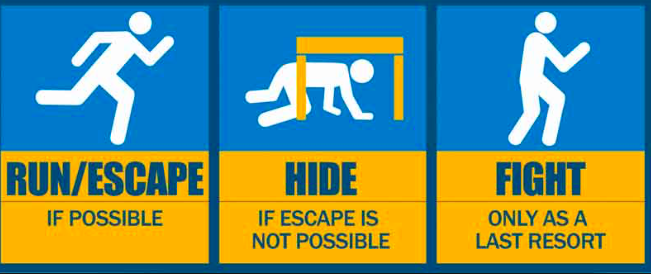 RUN/ESCAPE
IF POSSIBLE
HIDE
IF ESCAPE IS
NOT POSSIBLE
FIGHT
ONLY AS A
LAST RESORT